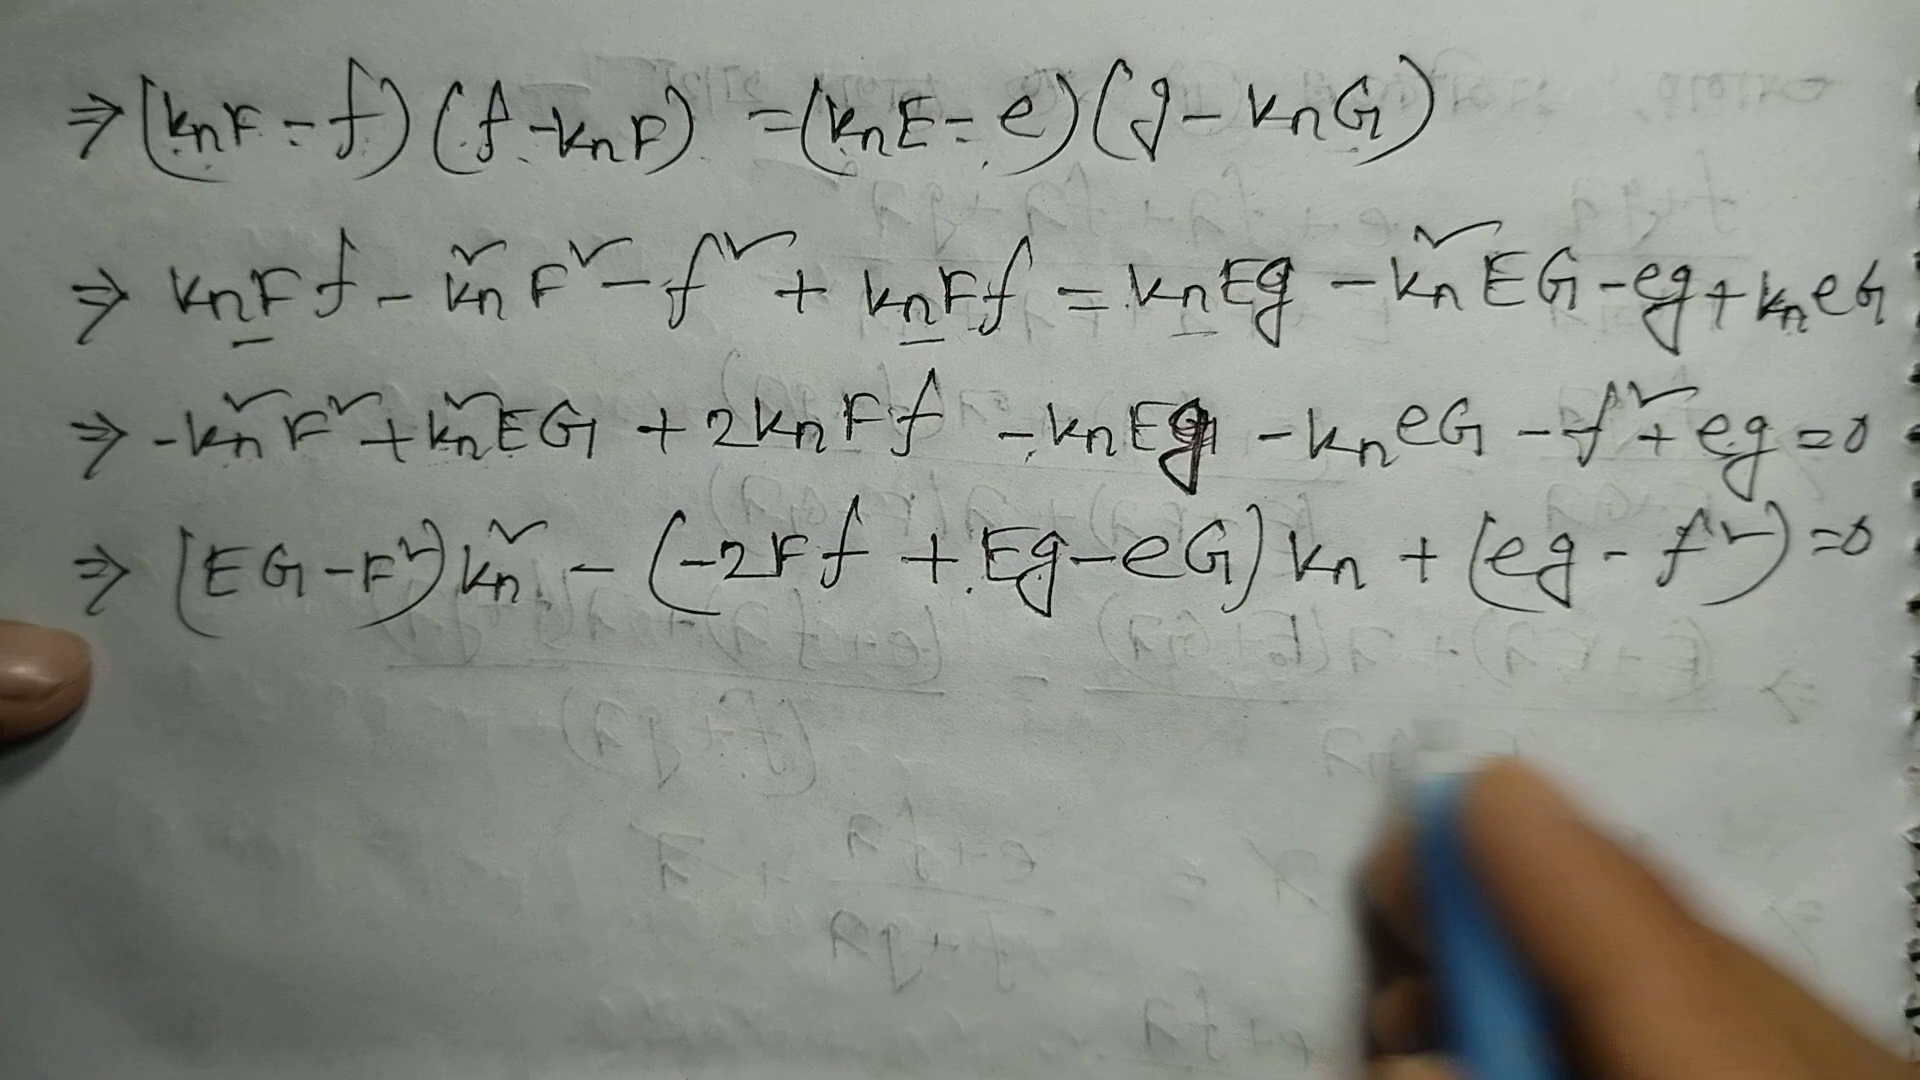 ⇒ (kₙF - f) (f - kₙF) = (kₙE - e) (g - kₙG)
⇒ kₙFf - kₙ²F² - f² + kₙFf = kₙEg - kₙ²EG - eg + kₙeG
⇒ -kₙ²F² + kₙ²EG + 2kₙFf - kₙEg - kₙeG - f² + eg = 0
⇒ (EG - F²)kₙ² - (-2Ff + Eg - eG)kₙ + (eg - f²) = 0